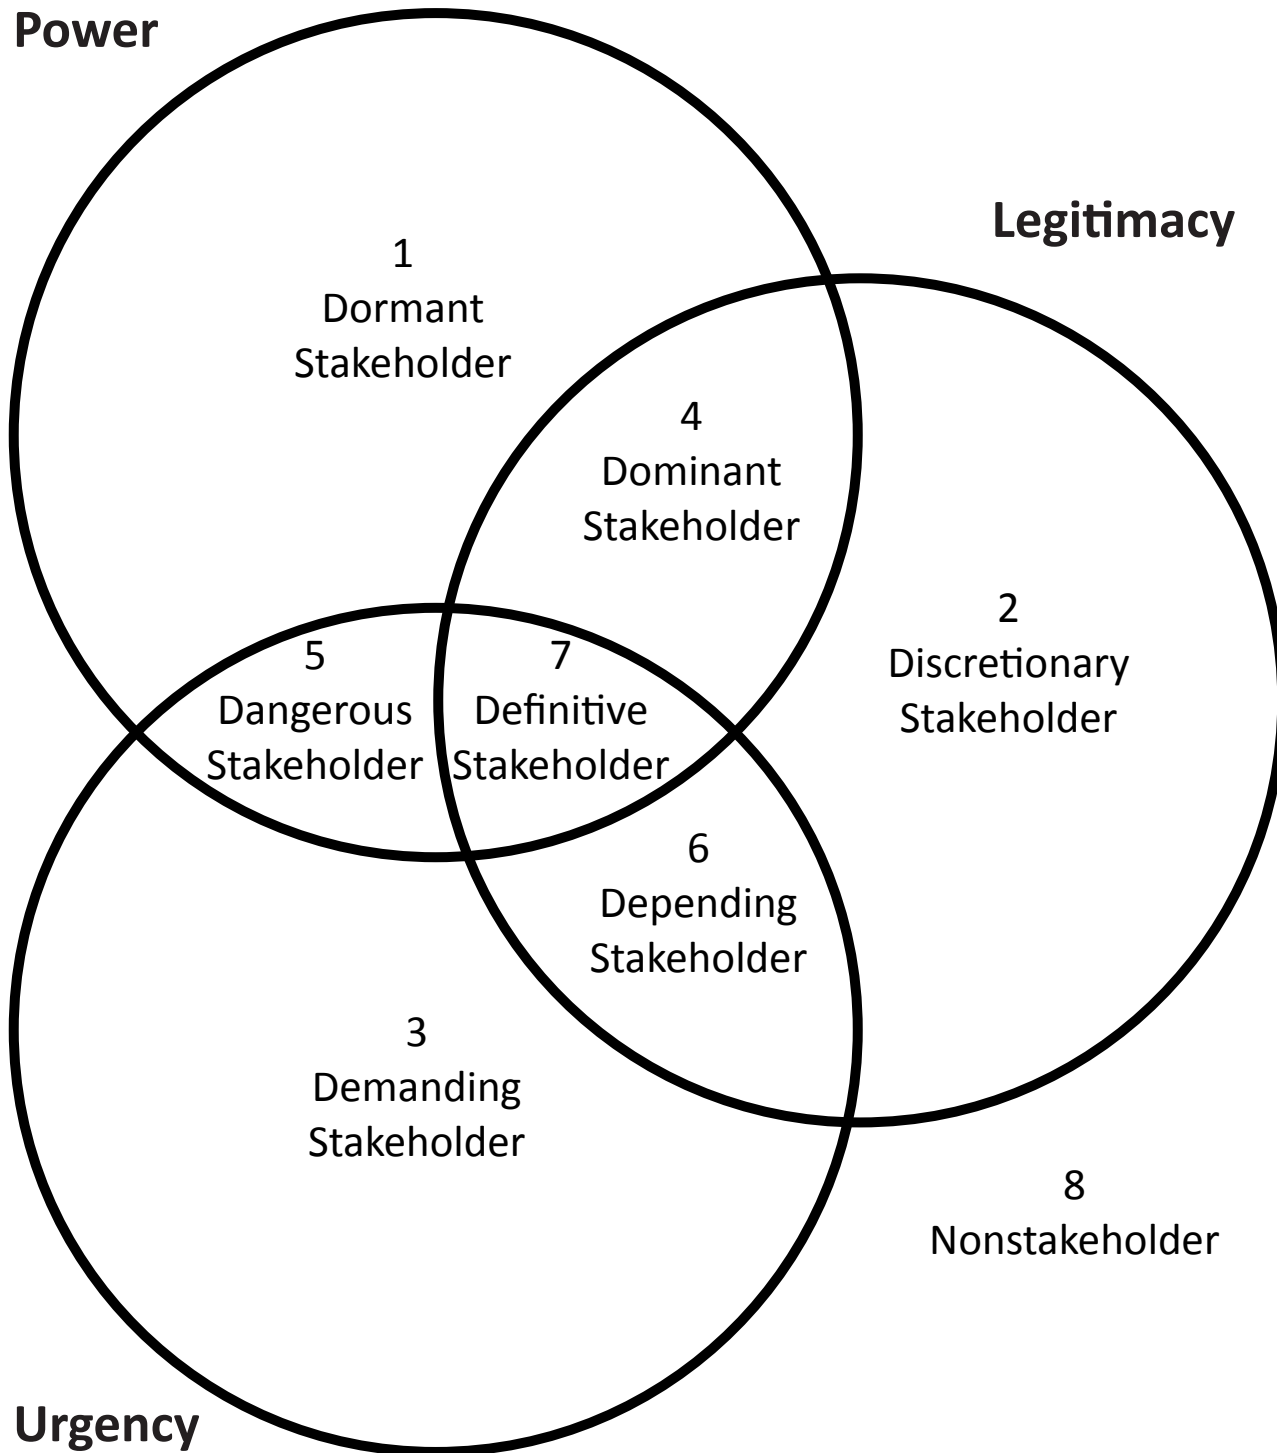 Power
Legitimacy
1
Dormant
Stakeholder
4
Dominant
Stakeholder
2
Discretionary
Stakeholder
5
Dangerous
Stakeholder
7
Definitive
Stakeholder
6
Depending
Stakeholder
3
Demanding
Stakeholder
8
Nonstakeholder
Urgency